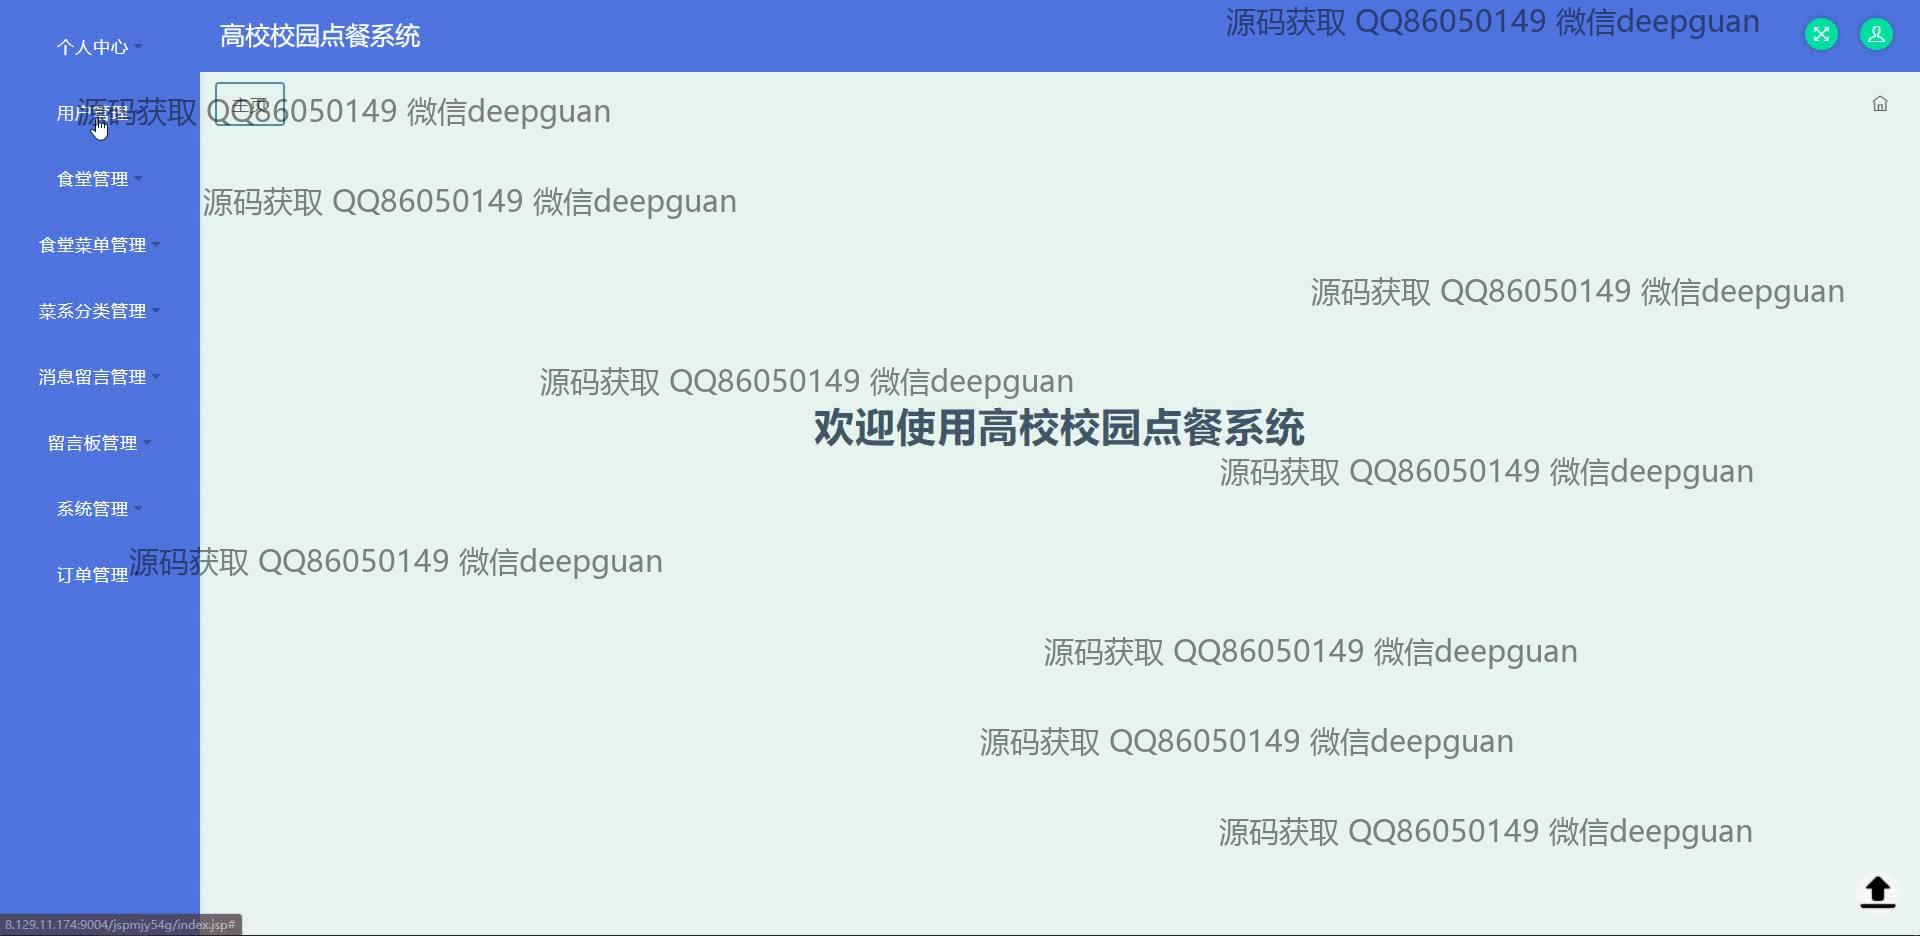 高校校园点餐系统
源码获取 QQ86050149 微信deepguan
个人中心
用户管理
主页
源码获取 QQ86050149 微信deepguan
食堂管理
源码获取 QQ86050149 微信deepguan
食堂菜单管理
源码获取 QQ86050149 微信deepguan
菜系分类管理
消息留言管理
源码获取 QQ86050149 微信deepguan
欢迎使用高校校园点餐系统
留言板管理
源码获取 QQ86050149 微信deepguan
系统管理
源码获取 QQ86050149 微信deepguan
订单管理
源码获取 QQ86050149 微信deepguan
源码获取 QQ86050149 微信deepguan
源码获取 QQ86050149 微信deepguan
8.129.11.174:9004/jspmjy54g/index.jsp#